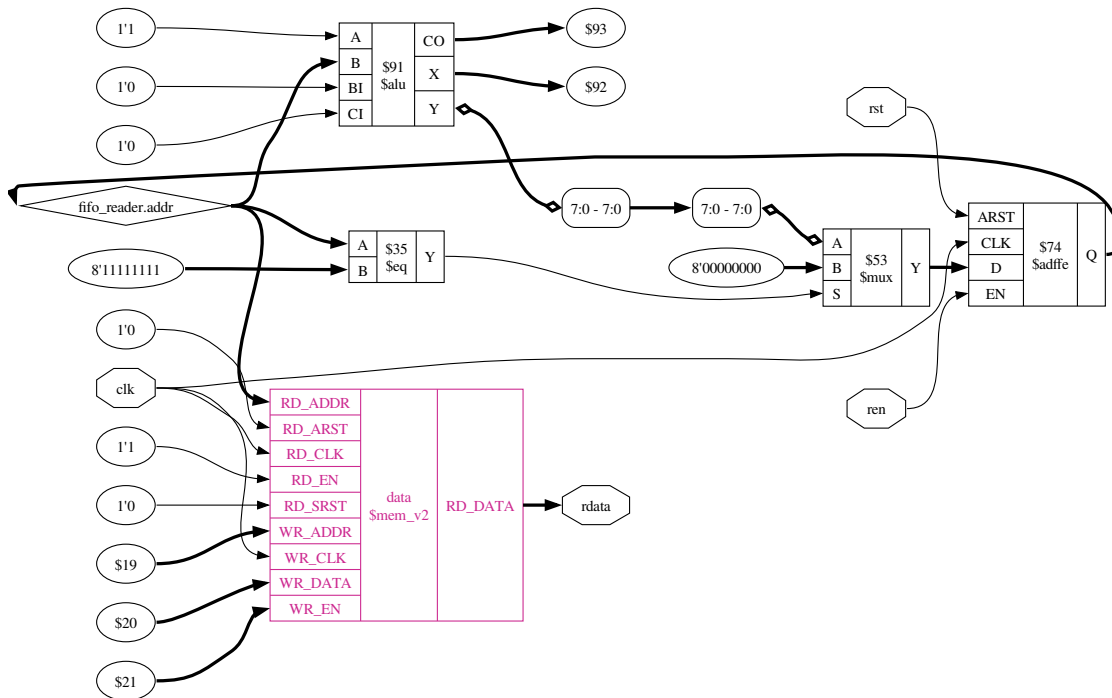 1'1
1'0
1'0
A
B
BI
CI
$91
$alu
CO
X
Y
$93
$92
rst
fifo_reader.addr
7:0 - 7:0
7:0 - 7:0
8'11111111
A
B
$35
$eq
Y
8'00000000
A
B
S
$53
$mux
Y
ARST
CLK
D
EN
$74
$adffe
Q
1'0
clk
1'1
1'0
$19
$20
$21
RD_ADDR
RD_ARST
RD_CLK
RD_EN
RD_SRST
WR_ADDR
WR_CLK
WR_DATA
WR_EN
data
$mem_v2
RD_DATA
rdata
ren